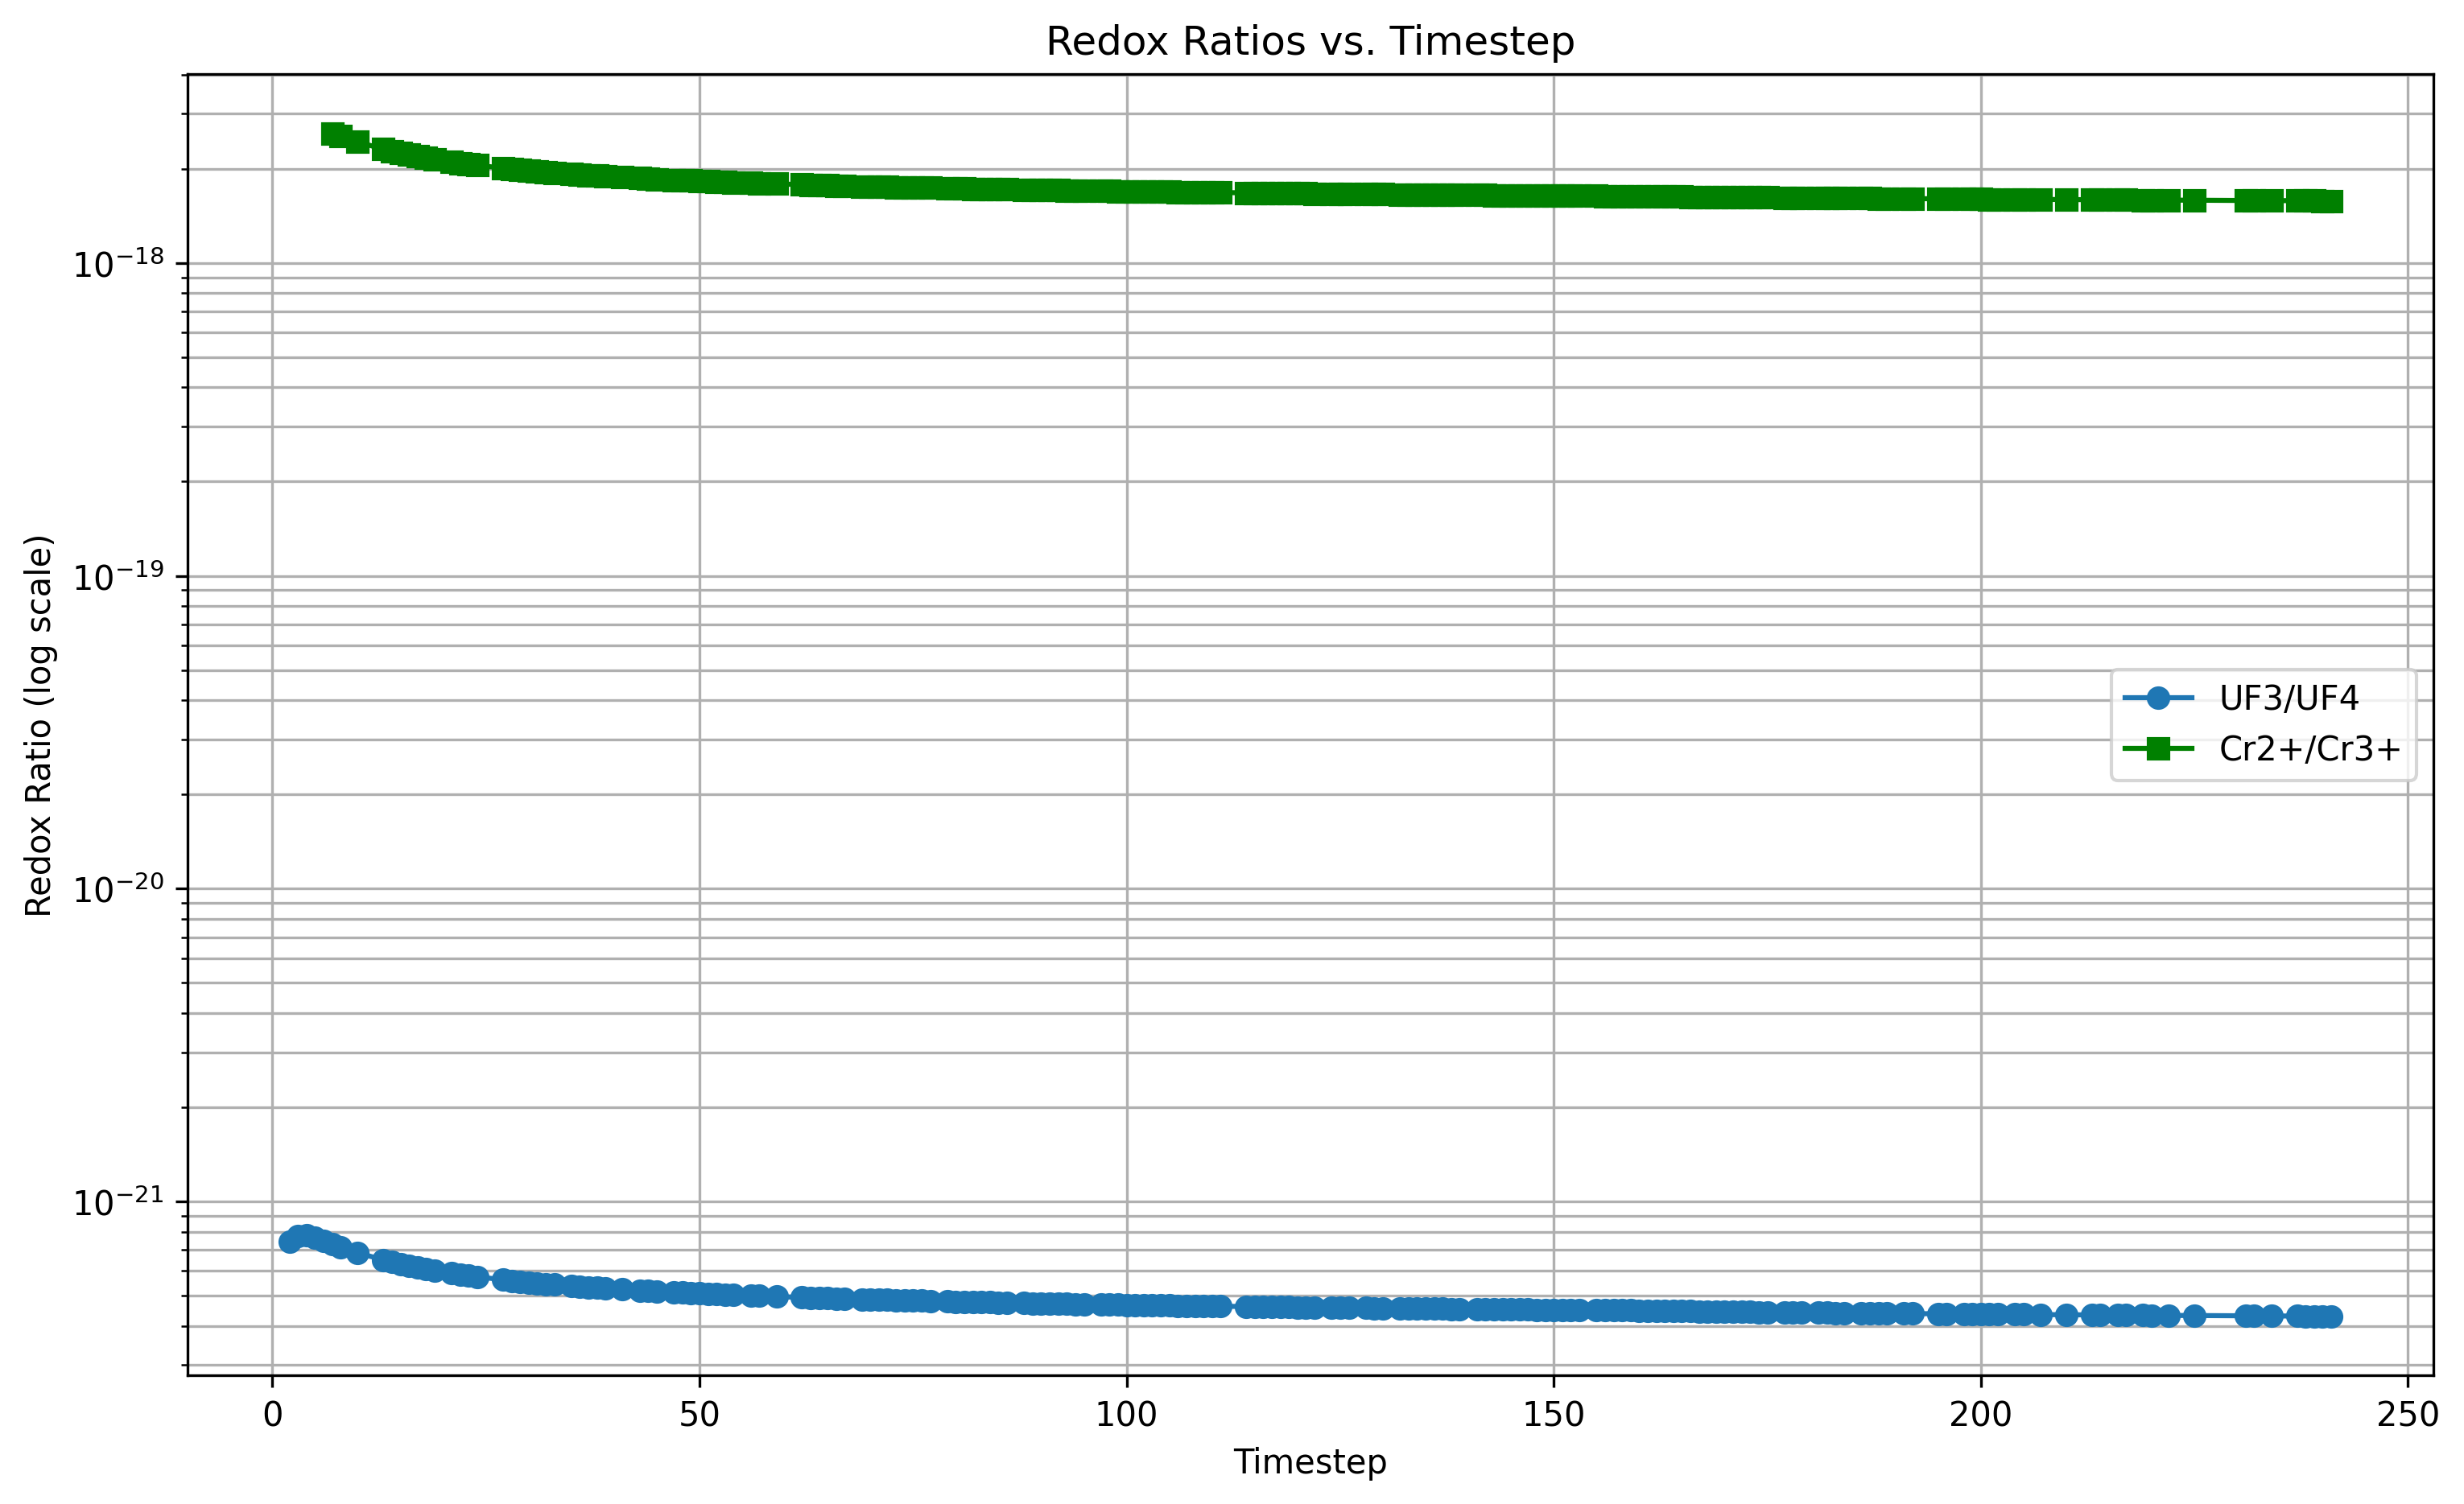 Redox Ratios vs. Timestep
Redox Ratio (log scale)
10⁻¹⁸
10⁻¹⁹
10⁻²⁰
10⁻²¹
UF3/UF4
Cr2+/Cr3+
0 50 100 150 200 250
Timestep